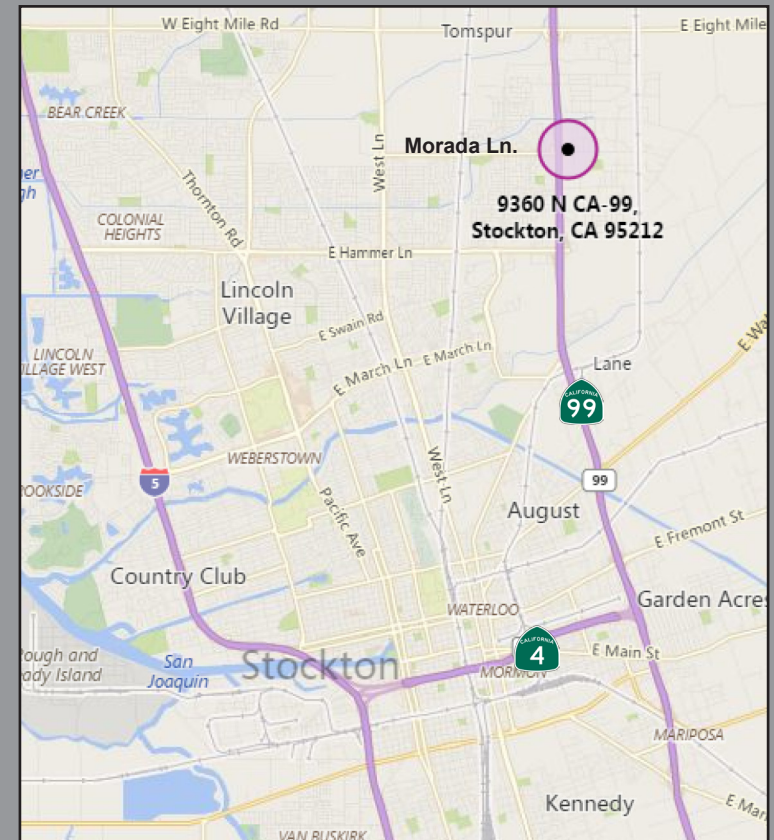 W Eight Mile Rd
Tomspur
E Eight Mile
BEAR CREEK
Morada Ln.
West Ln
9360 N CA-99,
Stockton, CA 95212
Thornton Rd
COLONIAL
HEIGHTS
E Hammer Ln
Lincoln
Village
E Swain Rd
LINCOLN
VILLAGE WEST
E March Ln
E March Ln
Lane
CALIFORNIA
99
WEBERSTOWN
West Ln
5
99
Pacific Ave
August
E Fremont St
Country Club
WATERLOO
Garden Acres
CALIFORNIA
4
E Main St
San
Joaquin
Stockton
MORMON
MARIPOSA
Kennedy
E Mar
VAN BUSKIRK